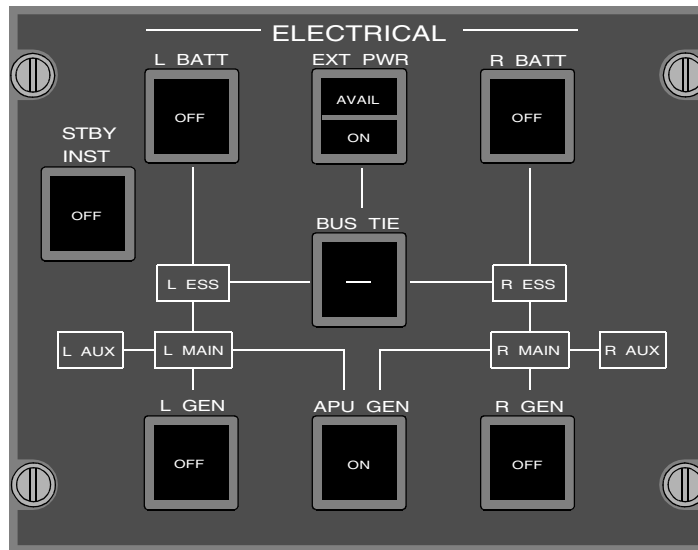 ELECTRICAL
L BATT
EXT PWR
R BATT
OFF
AVAIL
ON
OFF
STBY
INST
OFF
BUS TIE
L ESS
R ESS
L AUX
L MAIN
R MAIN
R AUX
L GEN
APU GEN
R GEN
OFF
ON
OFF